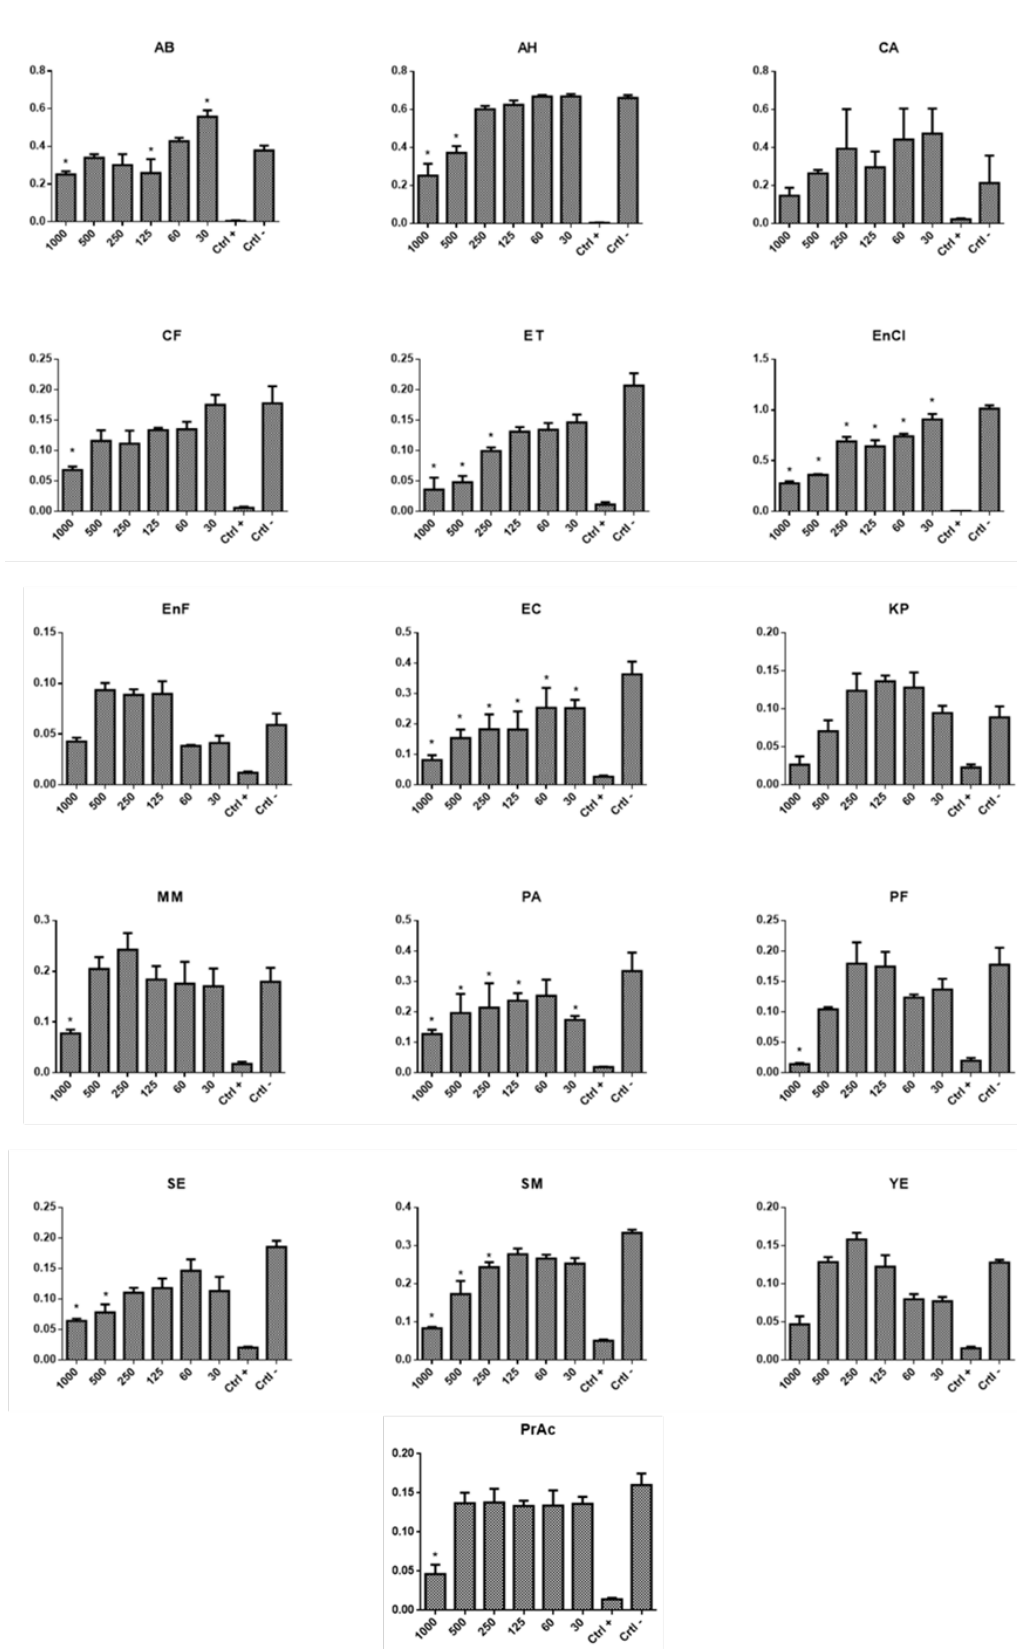 AB AH CA
0.8 0.8 0.8
0.6 * 0.6 0.6
0.4 * * 0.4 * * 0.4
0.2 0.2 0.2
0.0 0.0 0.0
1000 500 250 125 60 30 Ctrl + Crtl - 1000 500 250 125 60 30 Ctrl + Crtl - 1000 500 250 125 60 30 Ctrl + Crtl -
CF ET EnCl
0.25 0.25 1.5
0.20 0.20 1.0
0.15 0.15 0.5
0.10 0.10 0.0
0.05 0.05
0.00 0.00
* * * * * * * * * *
1000 500 250 125 60 30 Ctrl + Crtl - 1000 500 250 125 60 30 Ctrl + Crtl - 1000 500 250 125 60 30 Ctrl + Crtl -
EnF EC KP
0.15 0.5 0.20
0.10 0.4 0.15
0.05 0.3 0.10
0.00 0.2 0.05
0.1 0.00
0.0
* * * * * *
1000 500 250 125 60 30 Ctrl + Crtl - 1000 500 250 125 60 30 Ctrl + Crtl - 1000 500 250 125 60 30 Ctrl + Crtl -
MM PA PF
0.3 0.5 0.25
0.2 0.4 0.20
0.1 0.3 0.15
0.0 0.2 0.10
0.1 0.05
0.0 0.00
* * * * * * *
1000 500 250 125 60 30 Ctrl + Crtl - 1000 500 250 125 60 30 Ctrl + Crtl - 1000 500 250 125 60 30 Ctrl + Crtl -
SE SM YE
0.25 0.4 0.20
0.20 0.3 0.15
0.15 0.2 0.10
0.10 0.1 0.05
0.05 0.0 0.00
0.00
* * * * *
1000 500 250 125 60 30 Ctrl + Crtl - 1000 500 250 125 60 30 Ctrl + Crtl - 1000 500 250 125 60 30 Ctrl + Crtl -
PrAc
0.20
0.15
0.10
0.05
0.00
*
1000 500 250 125 60 30 Ctrl + Crtl -